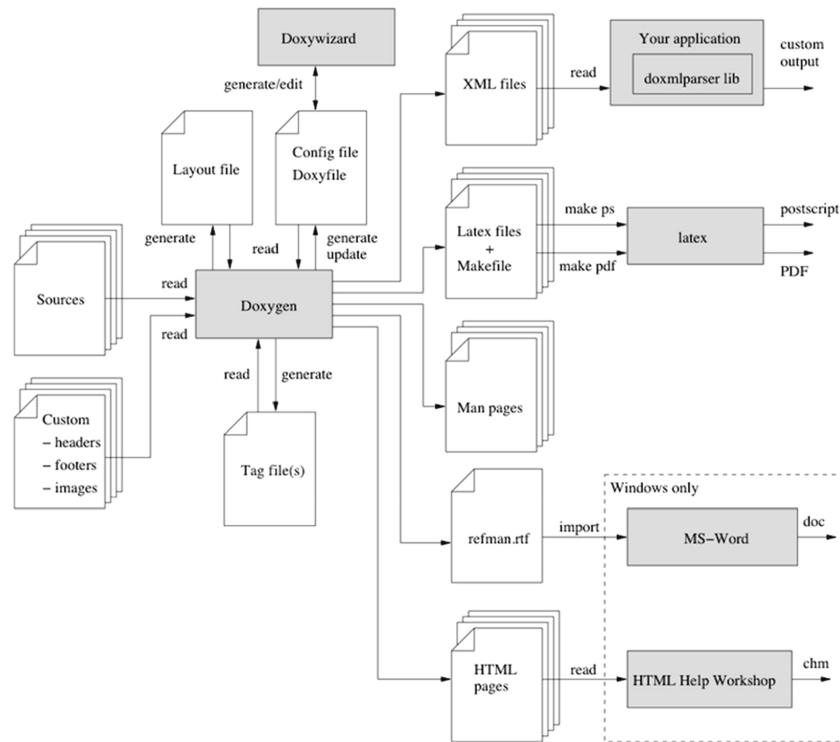 Doxywizard
generate/edit
Layout file
Config file
Doxyfile
generate
read
generate
update
Sources
read
Doxygen
read
Custom
– headers
– footers
– images
read
generate
Tag file(s)
XML files
read
Your application
doxmlparser lib
custom
output
Latex files
+
Makefile
make ps
make pdf
latex
postscript
PDF
Man pages
refman.rtf
import
Windows only
MS–Word
doc
HTML
pages
read
HTML Help Workshop
chm